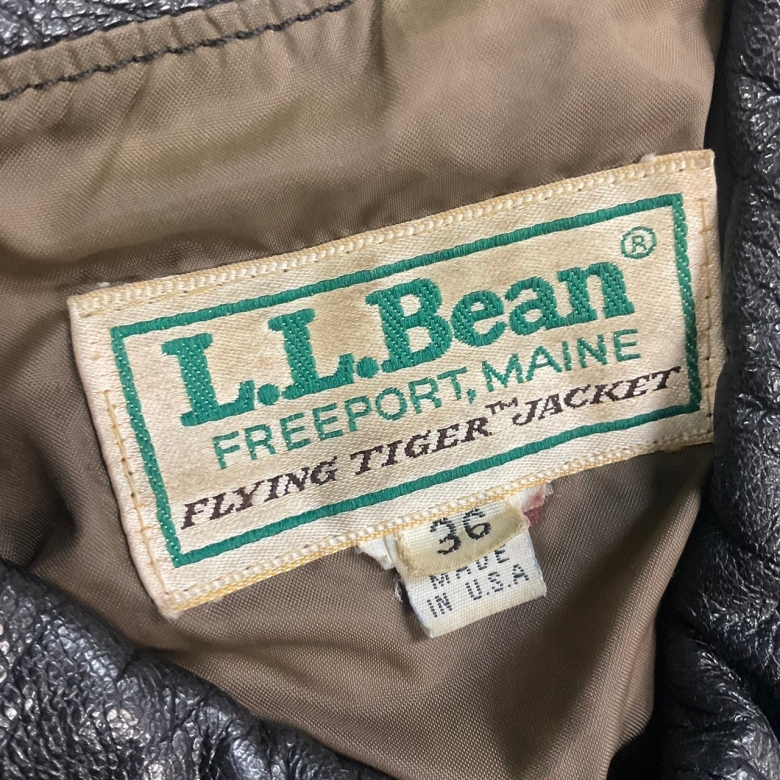 L.L.Bean®
FREEPORT, MAINE
FLYING TIGER™ JACKET
36
MADE
IN U.S.A